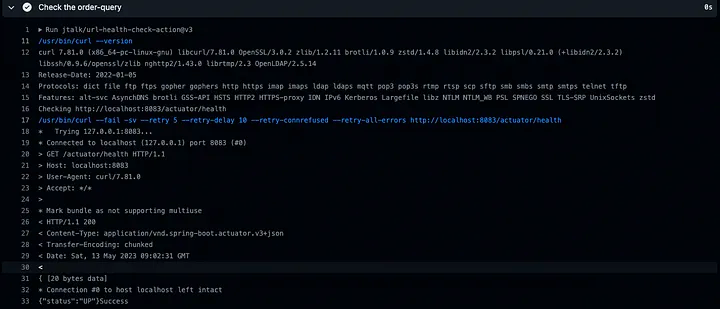 Check the order-query
0s
1 ▶ Run jtalk/url-health-check-action@v3
11 /usr/bin/curl --version
12 curl 7.81.0 (x86_64-pc-linux-gnu) libcurl/7.81.0 OpenSSL/3.0.2 zlib/1.2.11 brotli/1.0.9 zstd/1.4.8 libidn2/2.3.2 libpsl/0.21.0 (+libidn2/2.3.2)
libssh/0.9.6/openssl/zlib nghttp2/1.43.0 librtmp/2.3 OpenLDAP/2.5.14
13 Release-Date: 2022-01-05
14 Protocols: dict file ftp ftps gopher gophers http https imap imaps ldap ldaps mqtt pop3 pop3s rtmp rtsp scp sftp smb smbs smtp smtps telnet tftp
15 Features: alt-svc AsynchDNS brotli GSS-API HSTS HTTP2 HTTPS-proxy IDN IPv6 Kerberos Largefile libz NTLM NTLM_WB PSL SPNEGO SSL TLS-SRP UnixSockets zstd
16 Checking http://localhost:8083/actuator/health
17 /usr/bin/curl --fail -sv --retry 5 --retry-delay 10 --retry-connrefused --retry-all-errors http://localhost:8083/actuator/health
18 * Trying 127.0.0.1:8083...
19 * Connected to localhost (127.0.0.1) port 8083 (#0)
20 > GET /actuator/health HTTP/1.1
21 > Host: localhost:8083
22 > User-Agent: curl/7.81.0
23 > Accept: */*
24 >
25 * Mark bundle as not supporting multiuse
26 < HTTP/1.1 200
27 < Content-Type: application/vnd.spring-boot.actuator.v3+json
28 < Transfer-Encoding: chunked
29 < Date: Sat, 13 May 2023 09:02:31 GMT
30 <
31 { [20 bytes data]
32 * Connection #0 to host localhost left intact
33 {"status":"UP"}Success